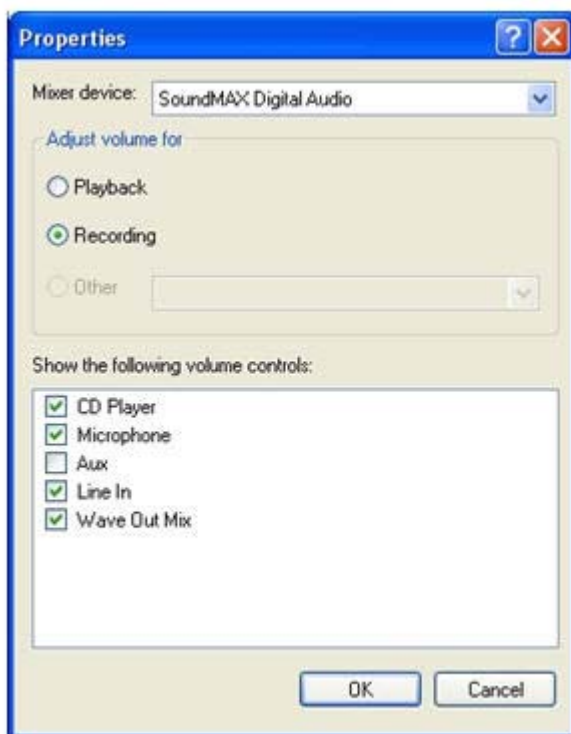 Properties
Mixer device: SoundMAX Digital Audio
Adjust volume for
Playback
Recording
Other
Show the following volume controls:
CD Player
Microphone
Aux
Line In
Wave Out Mix
OK Cancel